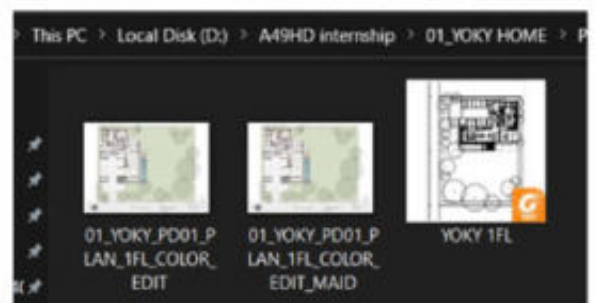 This PC > Local Disk (D:) > A49HD internship > 01_YOKY HOME > P
01_YOKY_PD01_P
LAN_1FL_COLOR_
EDIT
01_YOKY_PD01_P
LAN_1FL_COLOR_
EDIT_MAID
YOKY 1FL